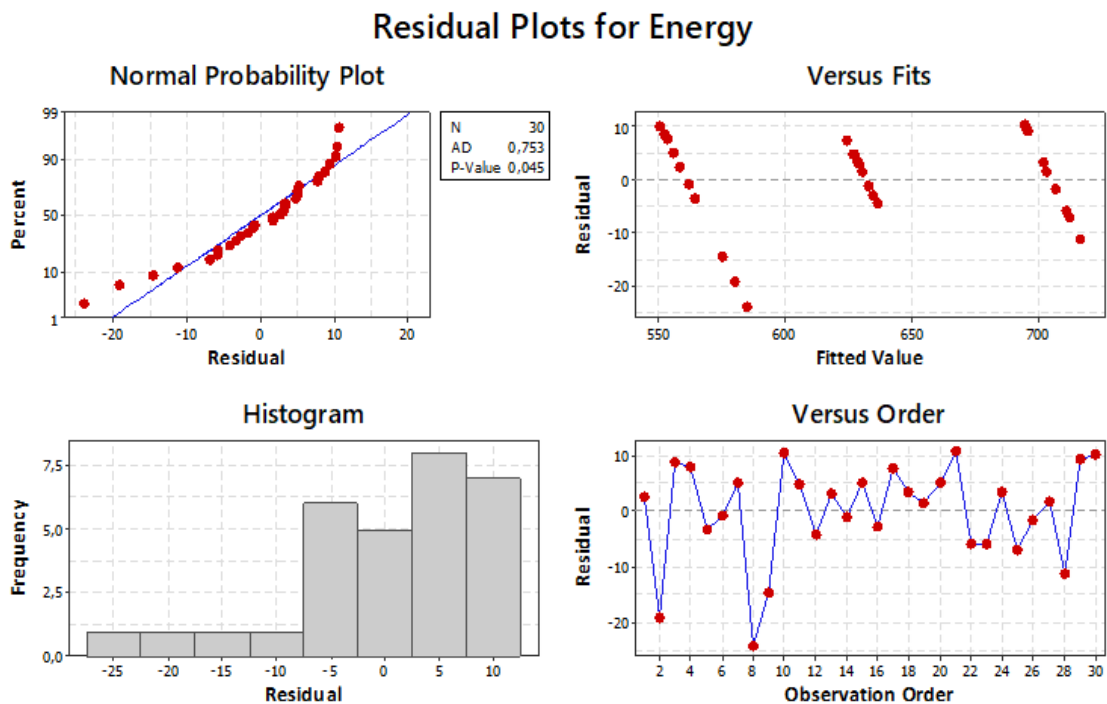 Residual Plots for Energy
Normal Probability Plot
Percent
99
90
50
10
1
-20 -10 0 10 20
Residual
N 30
AD 0,753
P-Value 0,045
Versus Fits
Residual
10
0
-10
-20
550 600 650 700
Fitted Value
Histogram
Frequency
7,5
5,0
2,5
0,0
-25 -20 -15 -10 -5 0 5 10
Residual
Versus Order
Residual
10
0
-10
-20
2 4 6 8 10 12 14 16 18 20 22 24 26 28 30
Observation Order